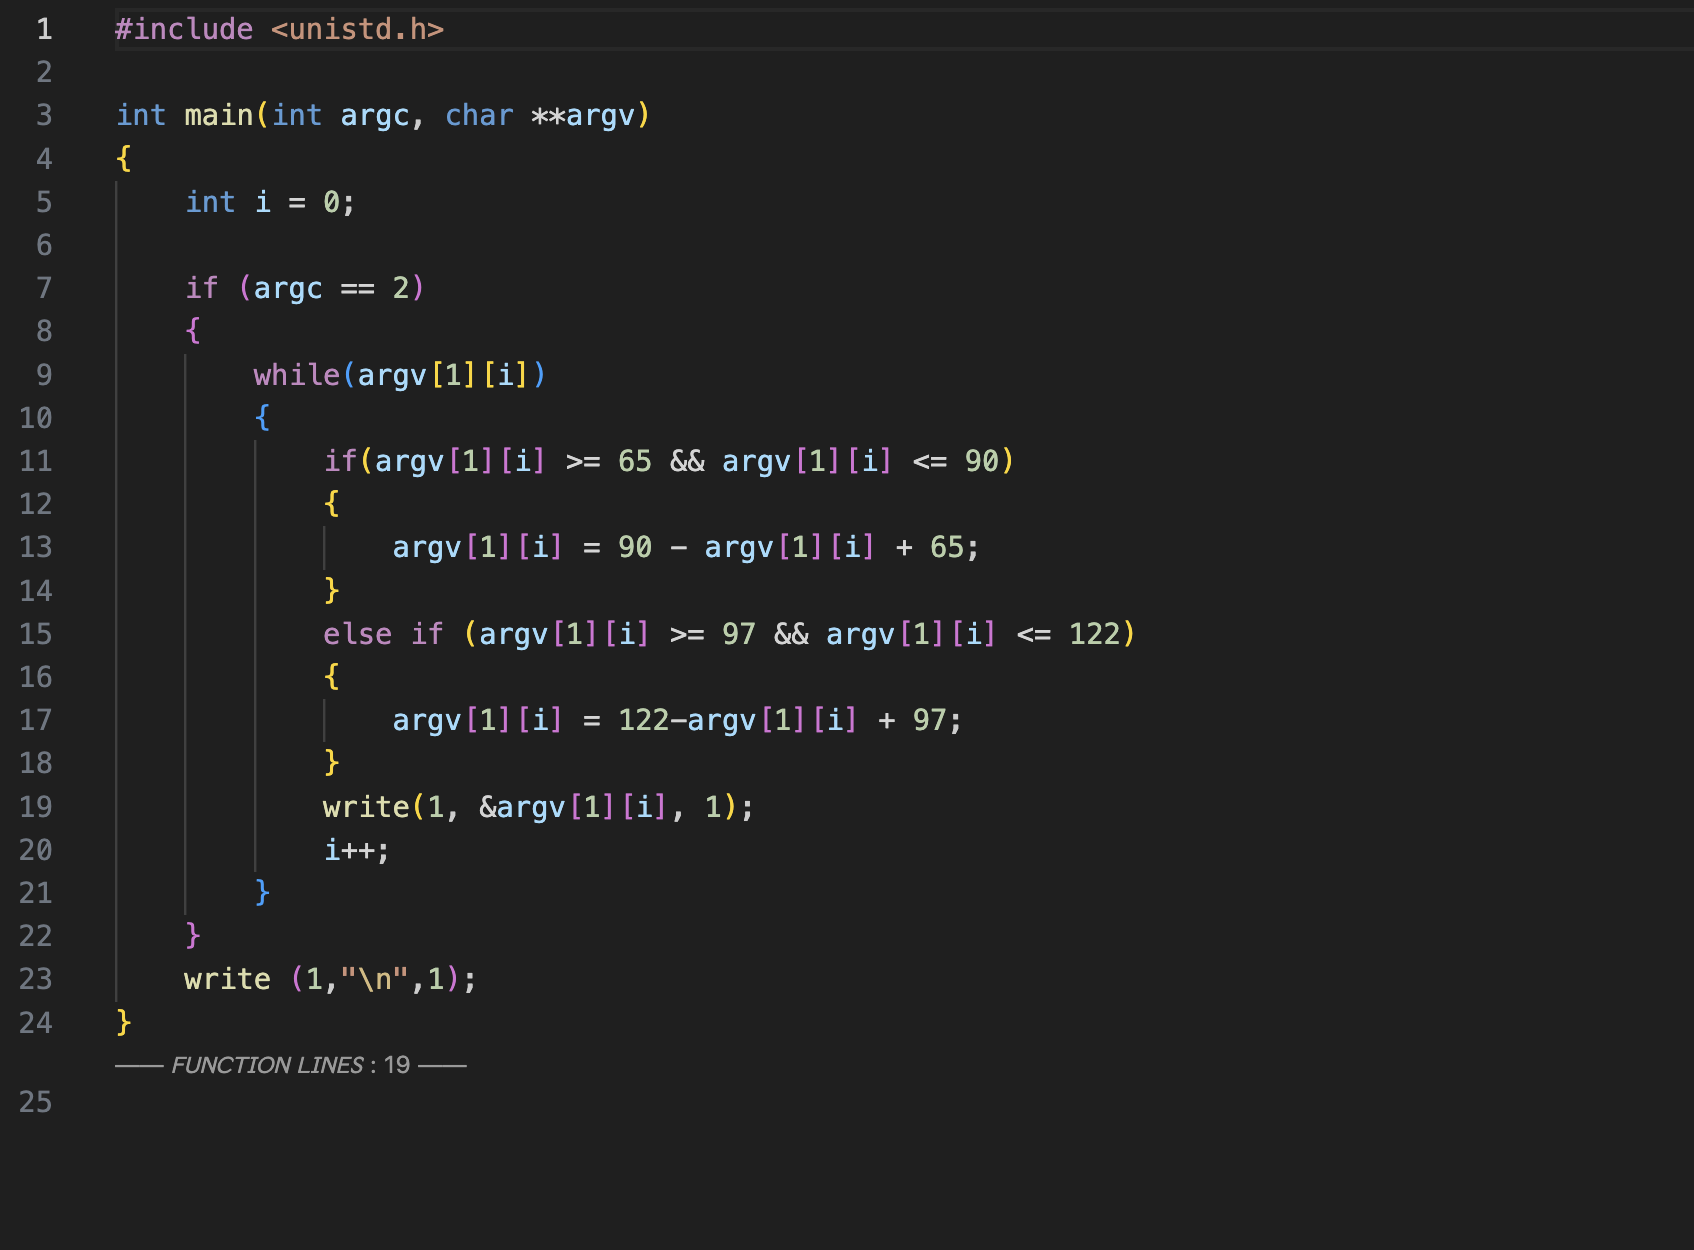 1 #include <unistd.h>
2
3 int main(int argc, char **argv)
4 {
5     int i = 0;
6
7     if (argc == 2)
8     {
9         while(argv[1][i])
10         {
11             if(argv[1][i] >= 65 && argv[1][i] <= 90)
12             {
13                 argv[1][i] = 90 - argv[1][i] + 65;
14             }
15             else if (argv[1][i] >= 97 && argv[1][i] <= 122)
16             {
17                 argv[1][i] = 122-argv[1][i] + 97;
18             }
19             write(1, &argv[1][i], 1);
20             i++;
21         }
22     }
23     write (1,"\n",1);
24 }
—— FUNCTION LINES : 19 ——
25